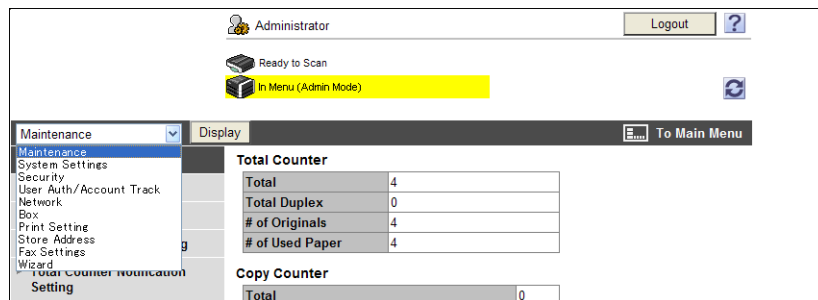 Administrator
Logout
?
Ready to Scan
In Menu (Admin Mode)
Maintenance
Display
To Main Menu
Maintenance
System Settings
Security
User Auth/Account Track
Network
Box
Print Setting
Store Address
Fax Settings
Wizard
g
Total Counter Notification
Setting
Total Counter
Total 4
Total Duplex 0
# of Originals 4
# of Used Paper 4
Copy Counter
Total 0